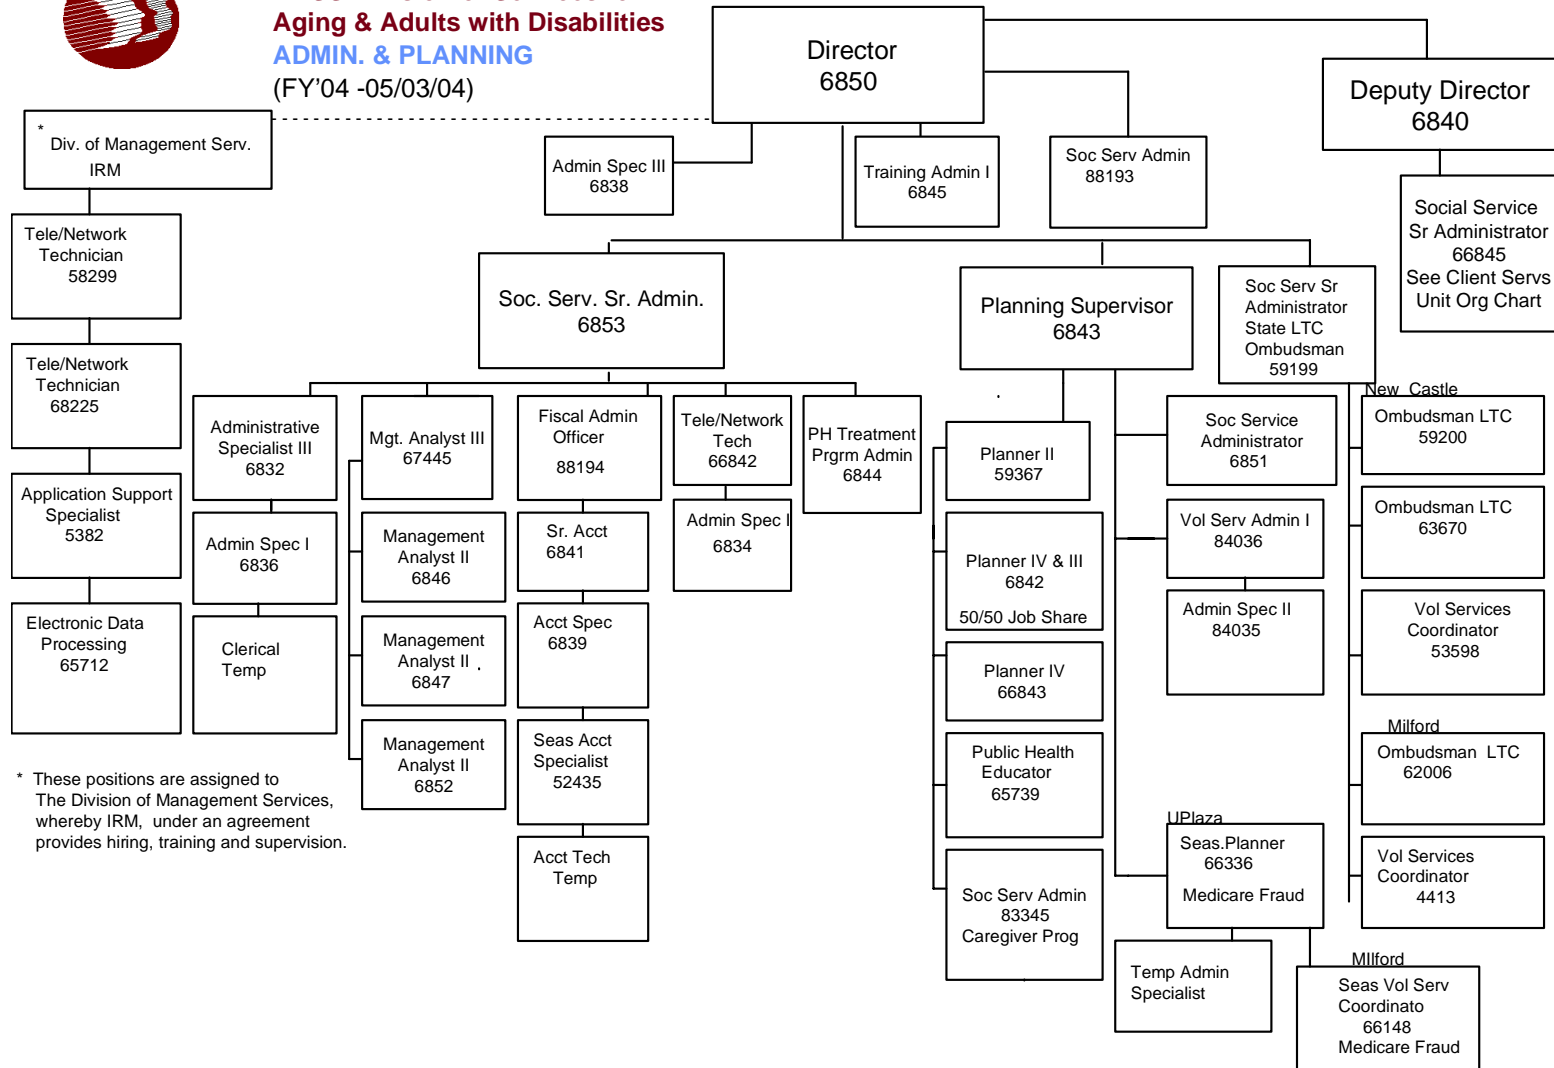 Aging & Adults with Disabilities
ADMIN. & PLANNING
(FY'04 -05/03/04)
Director
6850
Deputy Director
6840
*
Div. of Management Serv.
IRM
Admin Spec III
6838
Training Admin I
6845
Soc Serv Admin
88193
Social Service
Sr Administrator
66845
See Client Servs
Unit Org Chart
Tele/Network
Technician
58299
Tele/Network
Technician
68225
Application Support
Specialist
5382
Electronic Data
Processing
65712
Soc. Serv. Sr. Admin.
6853
Planning Supervisor
6843
Soc Serv Sr
Administrator
State LTC
Ombudsman
59199
Administrative
Specialist III
6832
Admin Spec I
6836
Clerical
Temp
Mgt. Analyst III
67445
Management
Analyst II
6846
Management
Analyst II .
6847
Management
Analyst II
6852
Fiscal Admin
Officer
88194
Sr. Acct
6841
Acct Spec
6839
Seas Acct
Specialist
52435
Acct Tech
Temp
Tele/Network
Tech
66842
Admin Spec I
6834
PH Treatment
Prgrm Admin
6844
Planner II
59367
Planner IV & III
6842
50/50 Job Share
Planner IV
66843
Public Health
Educator
65739
Soc Serv Admin
83345
Caregiver Prog
Soc Service
Administrator
6851
Vol Serv Admin I
84036
Admin Spec II
84035
UPlaza
Seas.Planner
66336
Medicare Fraud
Temp Admin
Specialist
MIlford
Seas Vol Serv
Coordinato
66148
Medicare Fraud
New Castle
Ombudsman LTC
59200
Ombudsman LTC
63670
Vol Services
Coordinator
53598
Milford
Ombudsman LTC
62006
Vol Services
Coordinator
4413
* These positions are assigned to
The Division of Management Services,
whereby IRM, under an agreement
provides hiring, training and supervision.